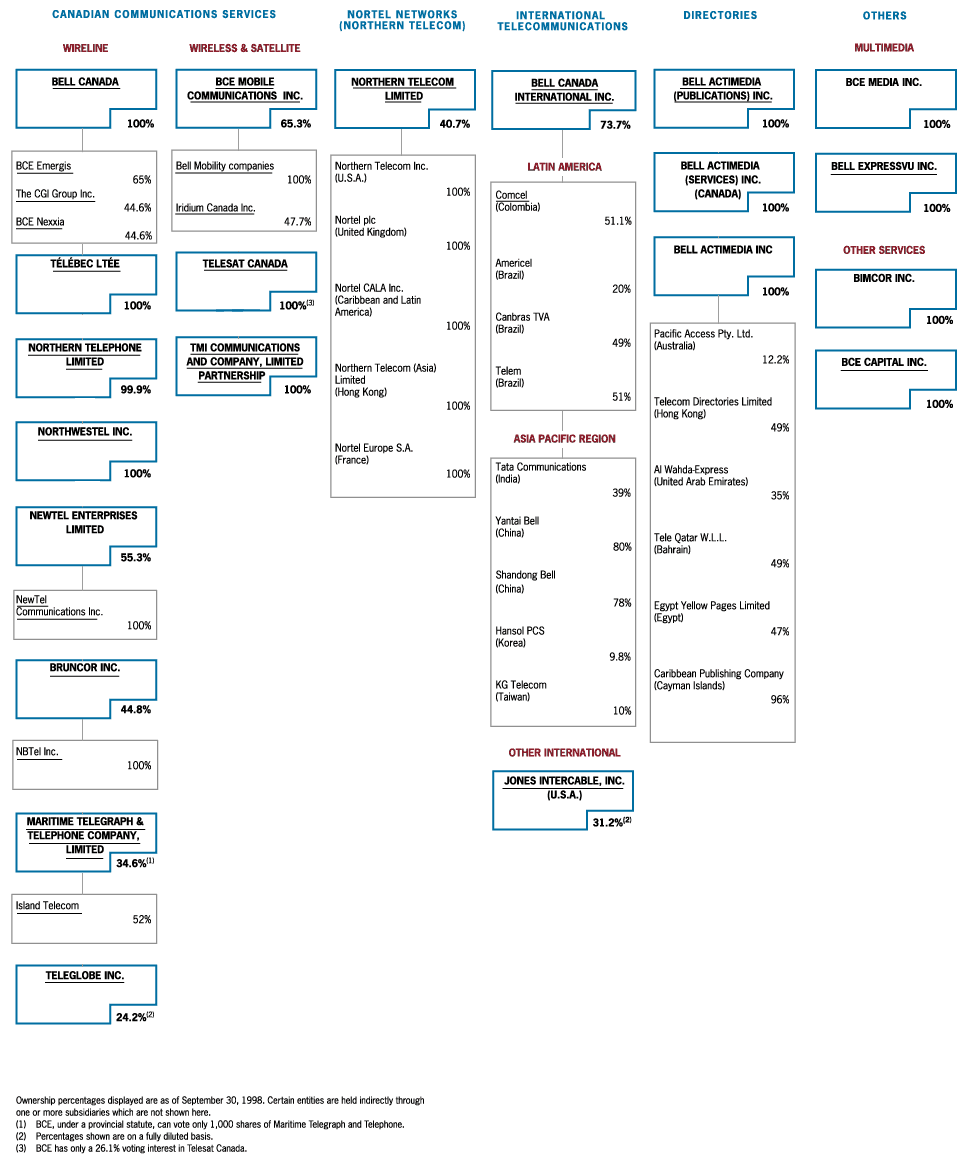 CANADIAN COMMUNICATIONS SERVICES
WIRELINE
BELL CANADA
100%
BCE Emergis
65%
The CGI Group Inc.
44.6%
BCE Nexxia
44.6%
TÉLÉBEC LTÉE
100%
NORTHERN TELEPHONE
LIMITED
99.9%
NORTHWESTEL INC.
100%
NEWTEL ENTERPRISES
LIMITED
55.3%
NewTel
Communications Inc.
100%
BRUNCOR INC.
44.8%
NBTel Inc.
100%
MARITIME TELEGRAPH &
TELEPHONE COMPANY,
LIMITED
34.6%(1)
Island Telecom
52%
TELEGLOBE INC.
24.2%(2)
WIRELESS & SATELLITE
BCE MOBILE
COMMUNICATIONS INC.
65.3%
Bell Mobility companies
100%
Iridium Canada Inc.
47.7%
TELESAT CANADA
100%(3)
TMI COMMUNICATIONS
AND COMPANY, LIMITED
PARTNERSHIP
100%
NORTEL NETWORKS
(NORTHERN TELECOM)
NORTHERN TELECOM
LIMITED
40.7%
Northern Telecom Inc.
(U.S.A.)
100%
Nortel plc
(United Kingdom)
100%
Nortel CALA Inc.
(Caribbean and Latin
America)
100%
Northern Telecom (Asia)
Limited
(Hong Kong)
100%
Nortel Europe S.A.
(France)
100%
INTERNATIONAL
TELECOMMUNICATIONS
BELL CANADA
INTERNATIONAL INC.
73.7%
LATIN AMERICA
Comcel
(Colombia)
51.1%
Americel
(Brazil)
20%
Canbras TVA
(Brazil)
49%
Telem
(Brazil)
51%
ASIA PACIFIC REGION
Tata Communications
(India)
39%
Yantai Bell
(China)
80%
Shandong Bell
(China)
78%
Hansol PCS
(Korea)
9.8%
KG Telecom
(Taiwan)
10%
OTHER INTERNATIONAL
JONES INTERCABLE, INC.
(U.S.A.)
31.2%(2)
DIRECTORIES
BELL ACTIMEDIA
(PUBLICATIONS) INC.
100%
BELL ACTIMEDIA
(SERVICES) INC.
(CANADA)
100%
BELL ACTIMEDIA INC
100%
Pacific Access Pty. Ltd.
(Australia)
12.2%
Telecom Directories Limited
(Hong Kong)
49%
Al Wahda-Express
(United Arab Emirates)
35%
Tele Qatar W.L.L.
(Bahrain)
49%
Egypt Yellow Pages Limited
(Egypt)
47%
Caribbean Publishing Company
(Cayman Islands)
96%
OTHERS
MULTIMEDIA
BCE MEDIA INC.
100%
BELL EXPRESSVU INC.
100%
OTHER SERVICES
BIMCOR INC.
100%
BCE CAPITAL INC.
100%
Ownership percentages displayed are as of September 30, 1998. Certain entities are held indirectly through
one or more subsidiaries which are not shown here.
(1) BCE, under a provincial statute, can vote only 1,000 shares of Maritime Telegraph and Telephone.
(2) Percentages shown are on a fully diluted basis.
(3) BCE has only a 26.1% voting interest in Telesat Canada.